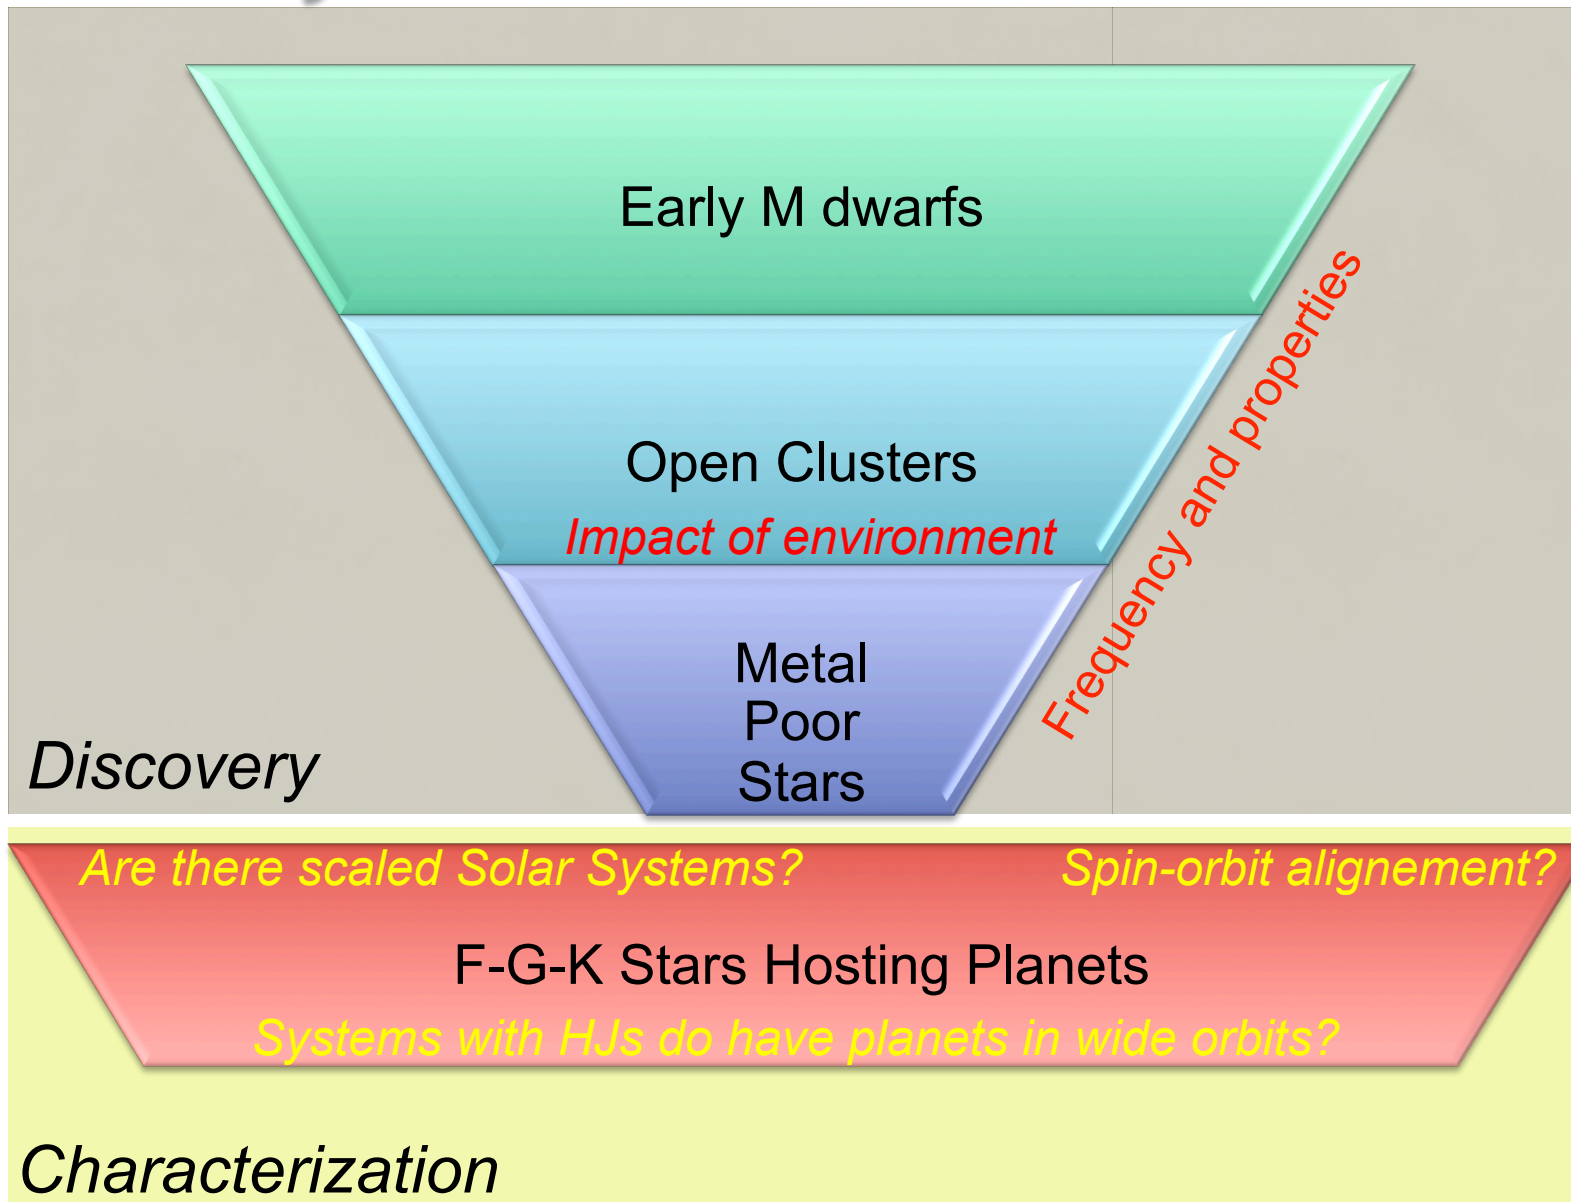 Early M dwarfs
Open Clusters
Impact of environment
Frequency and properties
Metal
Poor
Stars
Discovery
Are there scaled Solar Systems?
Spin-orbit alignement?
F-G-K Stars Hosting Planets
Systems with HJs do have planets in wide orbits?
Characterization